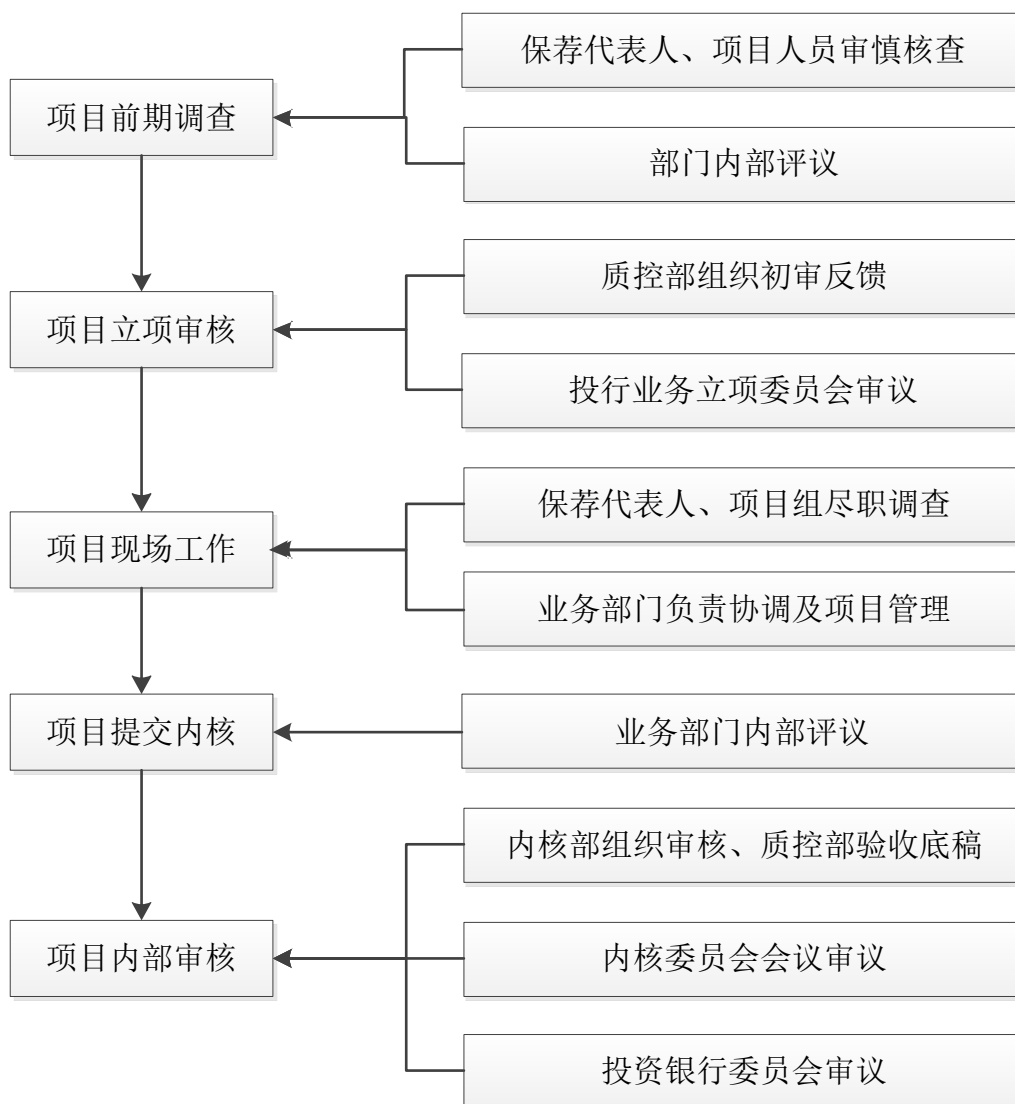 保荐代表人、项目人员审慎核查
项目前期调查
部门内部评议
质控部组织初审反馈
项目立项审核
投行业务立项委员会审议
保荐代表人、项目组尽职调查
项目现场工作
业务部门负责协调及项目管理
项目提交内核
业务部门内部评议
内核部组织审核、质控部验收底稿
项目内部审核
内核委员会会议审议
投资银行委员会审议